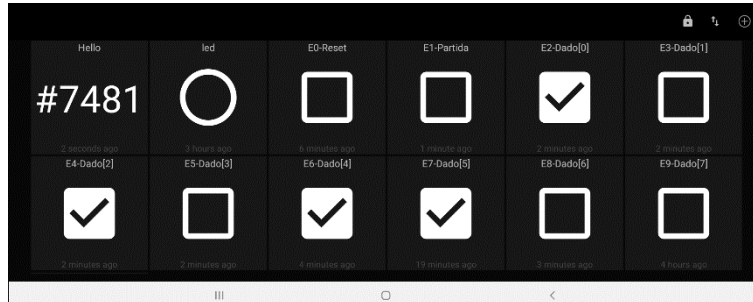 Hello
led
E0-Reset
E1-Partida
E2-Dado[0]
E3-Dado[1]
#7481
2 seconds ago
3 hours ago
6 minutes ago
1 minute ago
2 minutes ago
2 minutes ago
E4-Dado[2]
E5-Dado[3]
E6-Dado[4]
E7-Dado[5]
E8-Dado[6]
E9-Dado[7]
2 minutes ago
2 minutes ago
4 minutes ago
19 minutes ago
3 minutes ago
4 hours ago